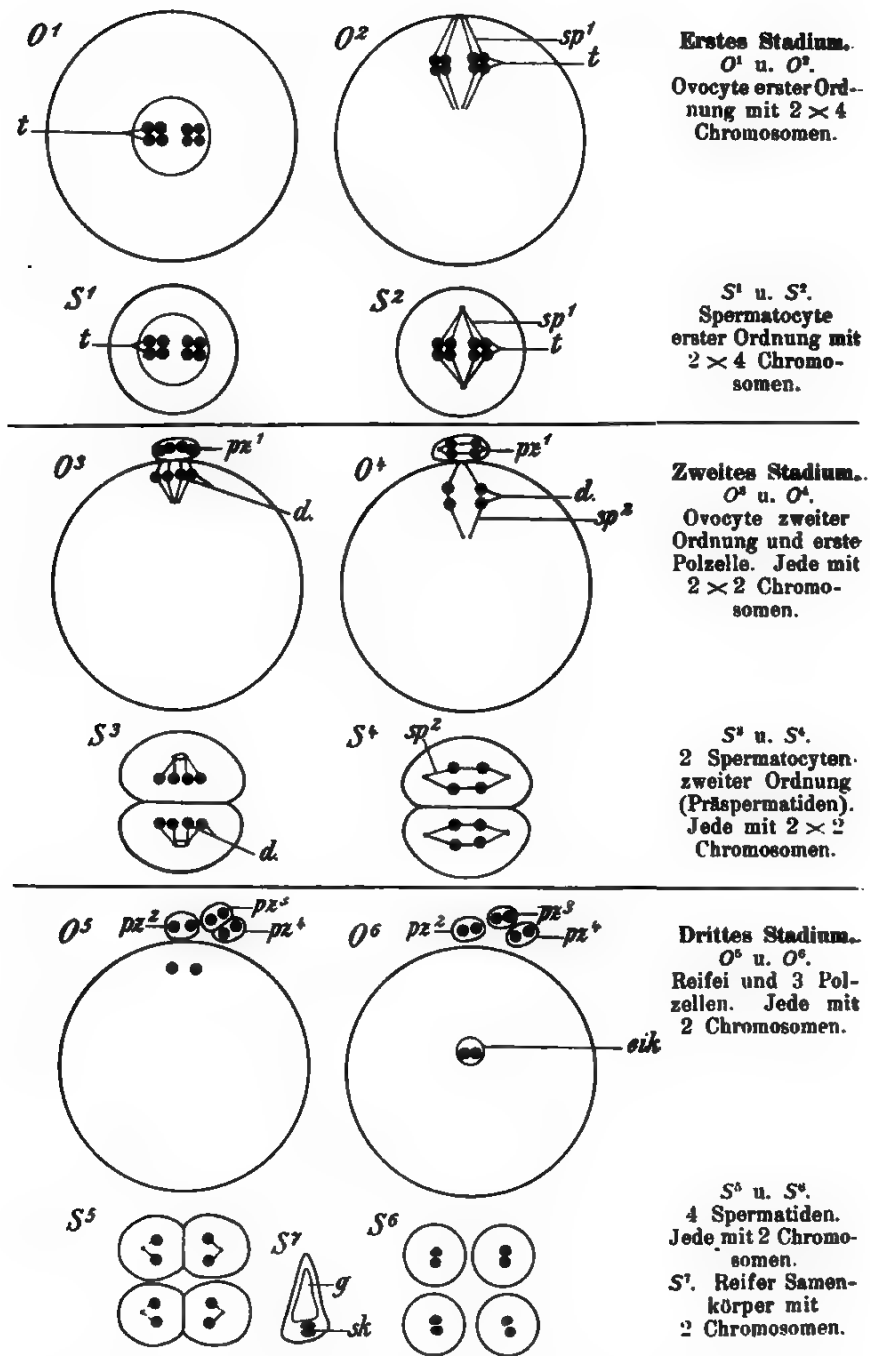 O¹
O²
sp¹
t
t
Erstes Stadium.
O¹ u. O².
Ovocyte erster Ord-
nung mit 2 × 4
Chromosomen.
S¹
S²
t
sp¹
t
S¹ u. S².
Spermatocyte
erster Ordnung mit
2 × 4 Chromo-
somen.
O³
pz¹
d.
O⁴
pz¹
d.
sp²
Zweites Stadium.
O³ u. O⁴.
Ovocyte zweiter
Ordnung und erste
Polzelle. Jede mit
2 × 2 Chromo-
somen.
S³
d.
S⁴
sp²
S³ u. S⁴.
2 Spermatocyten
zweiter Ordnung
(Präspermatiden).
Jede mit 2 × 2
Chromosomen.
O⁵
pz²
pz³
pz⁴
O⁶
pz²
pz³
pz⁴
eik
Drittes Stadium.
O⁵ u. O⁶.
Reifei und 3 Pol-
zellen. Jede mit
2 Chromosomen.
S⁵
S⁷
g
sk
S⁶
S⁵ u. S⁶.
4 Spermatiden.
Jede mit 2 Chromo-
somen.
S⁷. Reifer Samen-
körper mit
2 Chromosomen.